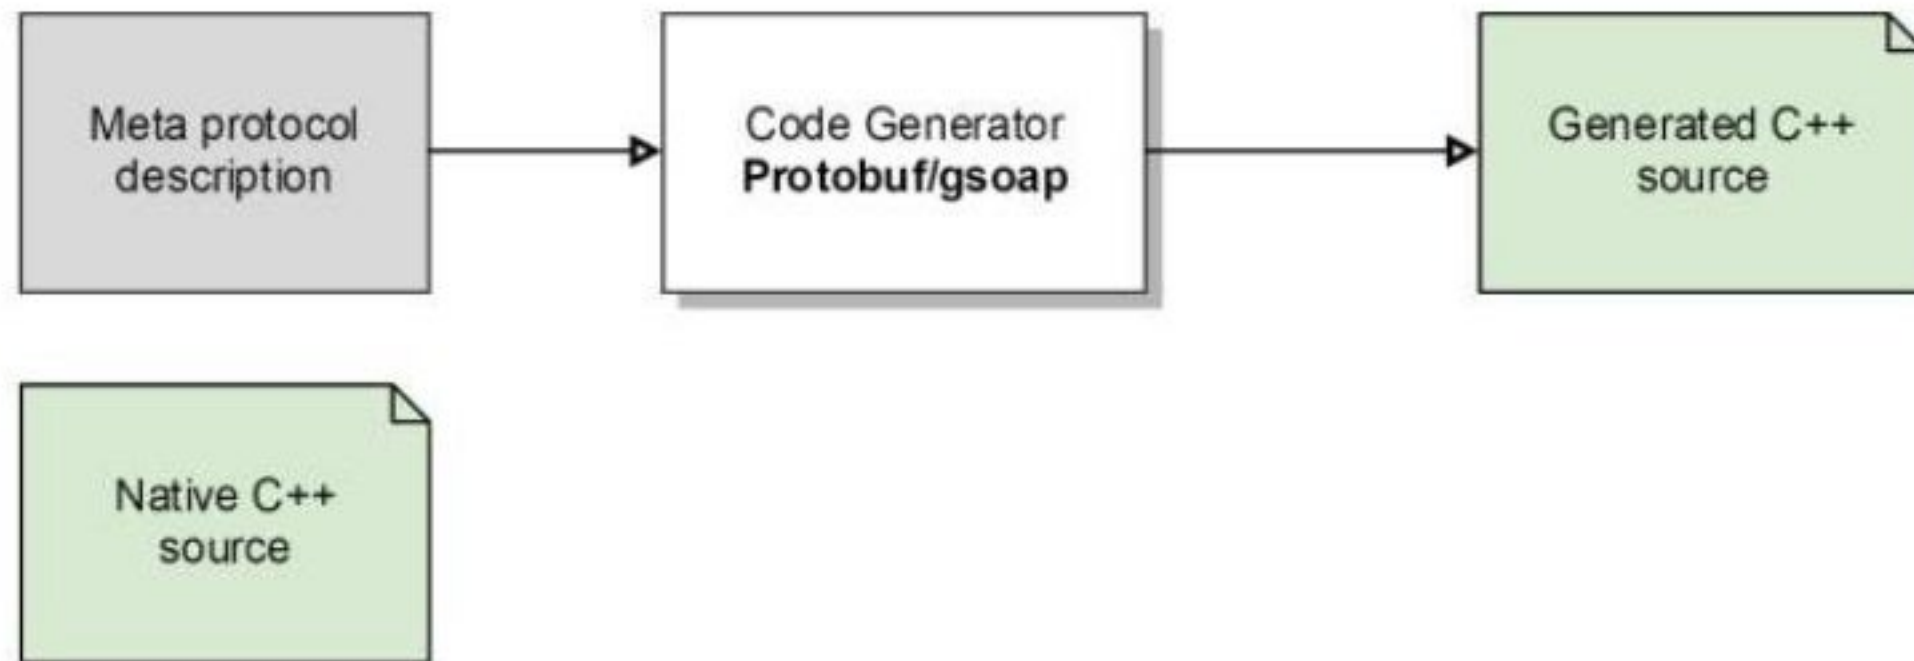 Meta protocol
description
Code Generator
Protobuf/gsoap
Generated C++
source
Native C++
source